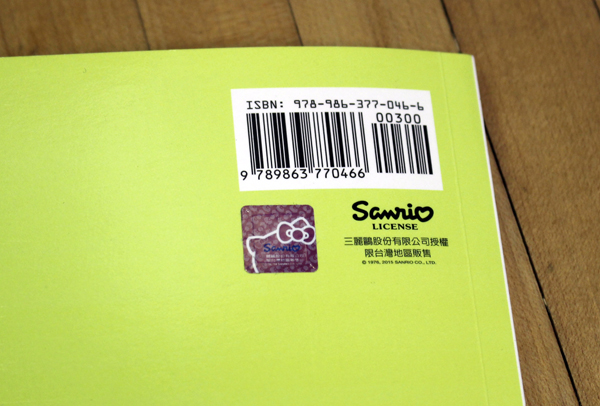 ISBN: 978-986-377-046-6
00300
9 789863 770466
Sanrio
LICENSE
三麗鷗股份有限公司授權
限台灣地區販售
© 1976, 2015 SANRIO CO., LTD.
Sanrio